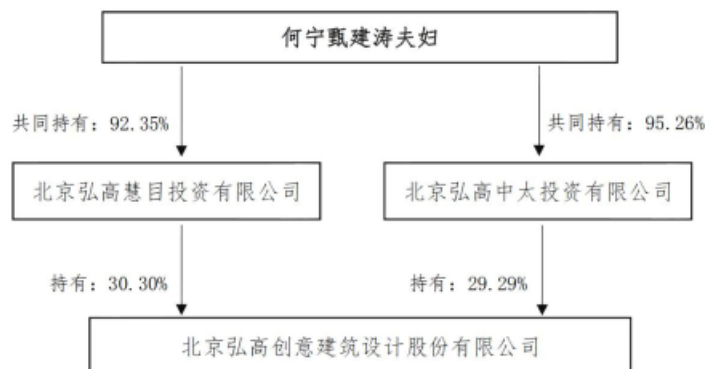 何宁甄建涛夫妇
共同持有：92.35%
共同持有：95.26%
北京弘高慧目投资有限公司
北京弘高中太投资有限公司
持有：30.30%
持有：29.29%
北京弘高创意建筑设计股份有限公司